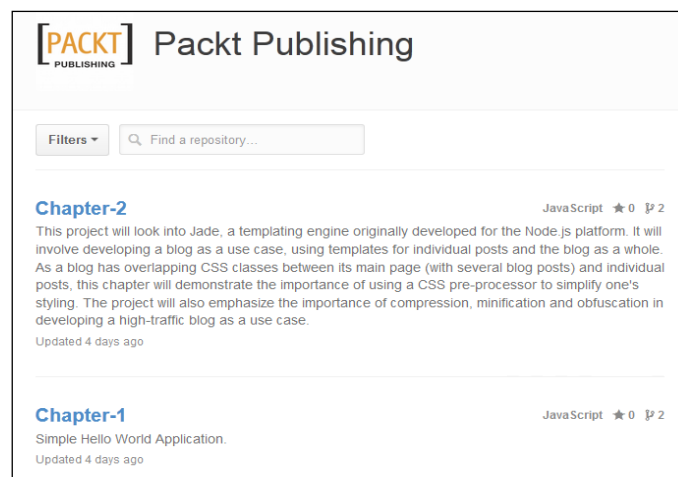 [PACKT]
PUBLISHING
Packt Publishing
Filters
Find a repository...
Chapter-2
JavaScript 0 2
This project will look into Jade, a templating engine originally developed for the Node.js platform. It will
involve developing a blog as a use case, using templates for individual posts and the blog as a whole.
As a blog has overlapping CSS classes between its main page (with several blog posts) and individual
posts, this chapter will demonstrate the importance of using a CSS pre-processor to simplify one's
styling. The project will also emphasize the importance of compression, minification and obfuscation in
developing a high-traffic blog as a use case.
Updated 4 days ago
Chapter-1
JavaScript 0 2
Simple Hello World Application.
Updated 4 days ago